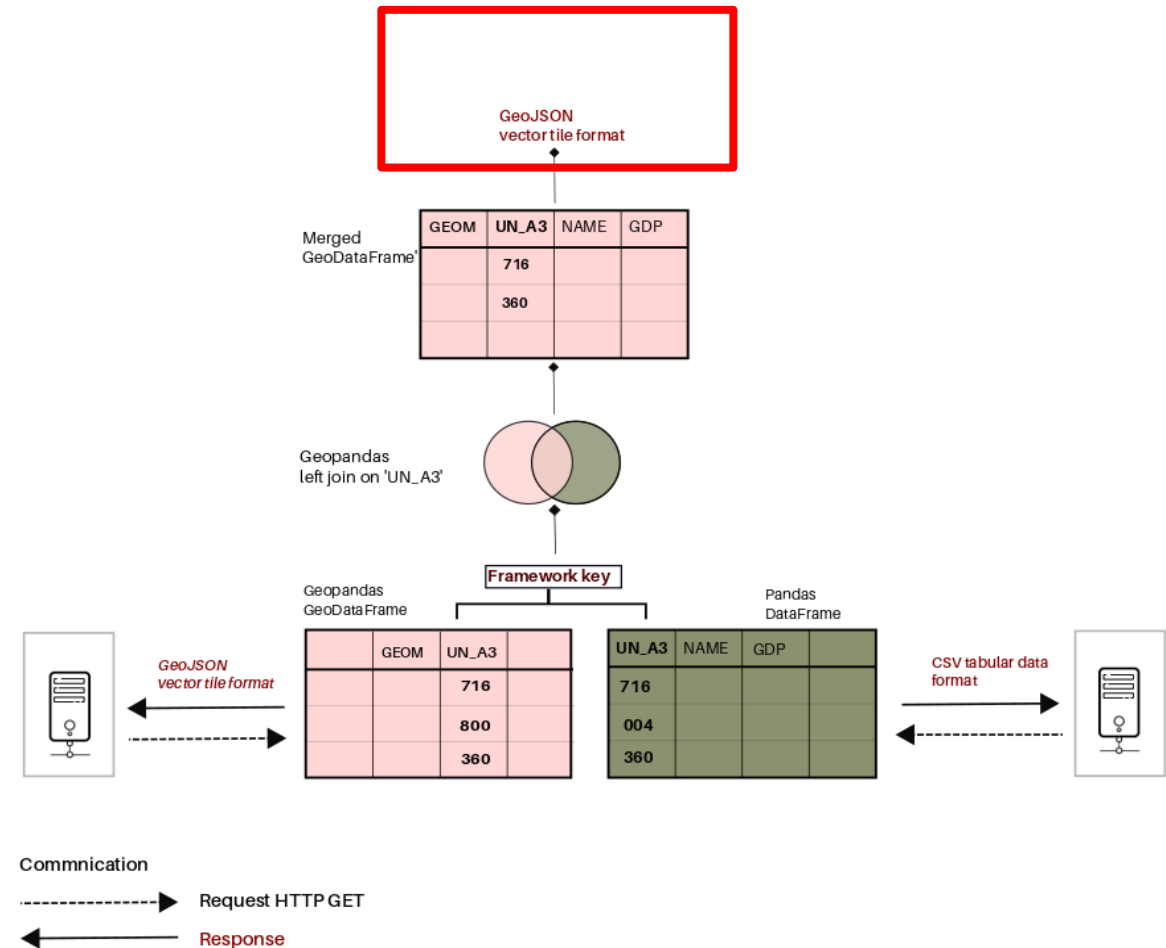 GeoJSON
vector tile format
Merged
GeoDataFrame'
GEOM UN_A3 NAME GDP
716
360
Geopandas
left join on 'UN_A3'
Framework key
Geopandas
GeoDataFrame
Pandas
DataFrame
GeoJSON
vector tile format
GEOM UN_A3
716
800
360
UN_A3 NAME GDP
716
004
360
CSV tabular data
format
Commnication
Request HTTP GET
Response